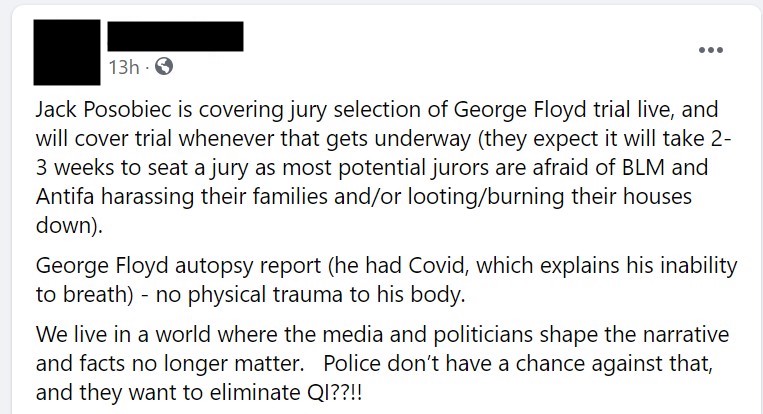 13h ·
Jack Posobiec is covering jury selection of George Floyd trial live, and
will cover trial whenever that gets underway (they expect it will take 2-
3 weeks to seat a jury as most potential jurors are afraid of BLM and
Antifa harassing their families and/or looting/burning their houses
down).
George Floyd autopsy report (he had Covid, which explains his inability
to breath) - no physical trauma to his body.
We live in a world where the media and politicians shape the narrative
and facts no longer matter.   Police don’t have a chance against that,
and they want to eliminate QI??!!